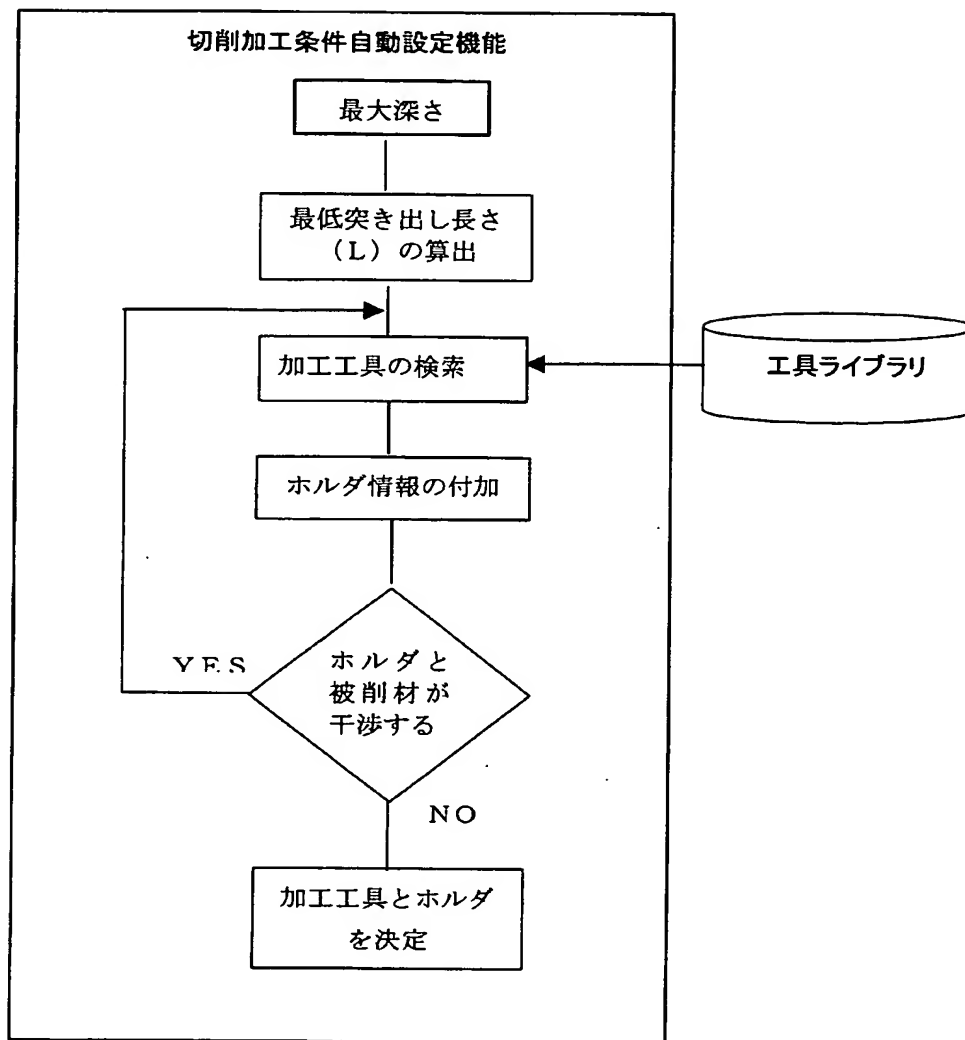 切削加工条件自動設定機能
最大深さ
最低突き出し長さ
（L）の算出
加工工具の検索
工具ライブラリ
ホルダ情報の付加
YES
ホルダと
被削材が
干渉する
NO
加工工具とホルダ
を決定